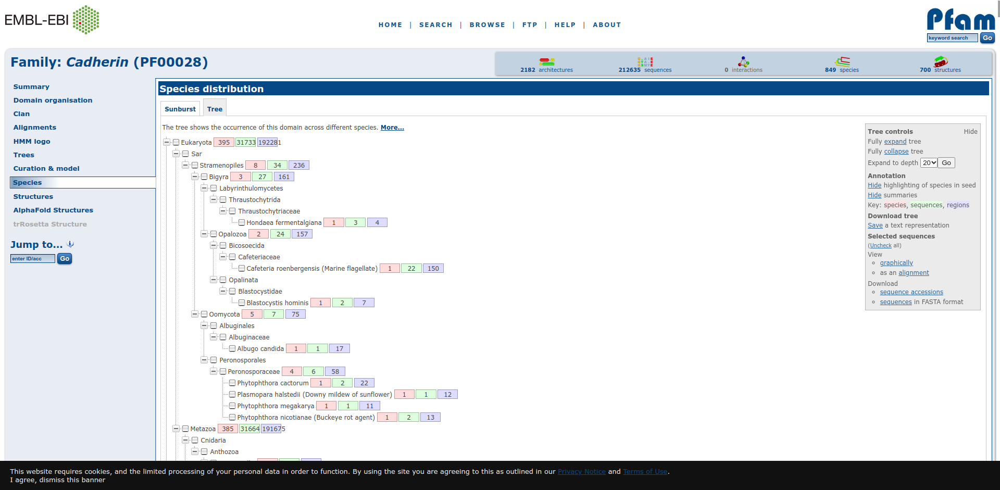 EMBL-EBI
HOME | SEARCH | BROWSE | FTP | HELP | ABOUT
Pfam
keyword search Go
Family: Cadherin (PF00028)
2182 architectures 212635 sequences 0 interactions 849 species 700 structures
Summary
Domain organisation
Clan
Alignments
HMM logo
Trees
Curation & model
Species
Structures
AlphaFold Structures
trRosetta Structure
Jump to...
enter ID/acc Go
Species distribution
Sunburst Tree
The tree shows the occurrence of this domain across different species. More...
Eukaryota 395 31733 192281
Sar
Stramenopiles 8 34 236
Bigyra 3 27 161
Labyrinthulomycetes
Thraustochytrida
Thraustochytriaceae
Hondaea fermentalgiana 1 3 4
Opalozoa 2 24 157
Bicosoecida
Cafeteriaceae
Cafeteria roenbergensis (Marine flagellate) 1 22 150
Opalinata
Blastocystidae
Blastocystis hominis 1 2 7
Oomycota 5 7 75
Albuginales
Albuginaceae
Albugo candida 1 1 17
Peronosporales
Peronosporaceae 4 6 58
Phytophthora cactorum 1 2 22
Plasmopara halstedii (Downy mildew of sunflower) 1 1 12
Phytophthora megakarya 1 1 11
Phytophthora nicotianae (Buckeye rot agent) 1 2 13
Metazoa 385 31664 191675
Cnidaria
Anthozoa
Tree controls Hide
Fully expand tree
Fully collapse tree
Expand to depth 20 Go
Annotation
Hide highlighting of species in seed
Hide summaries
Key: species, sequences, regions
Download tree
Save a text representation
Selected sequences
(Uncheck all)
View
graphically
as an alignment
Download
sequence accessions
sequences in FASTA format
This website requires cookies, and the limited processing of your personal data in order to function. By using the site you are agreeing to this as outlined in our Privacy Notice and Terms of Use.
I agree, dismiss this banner